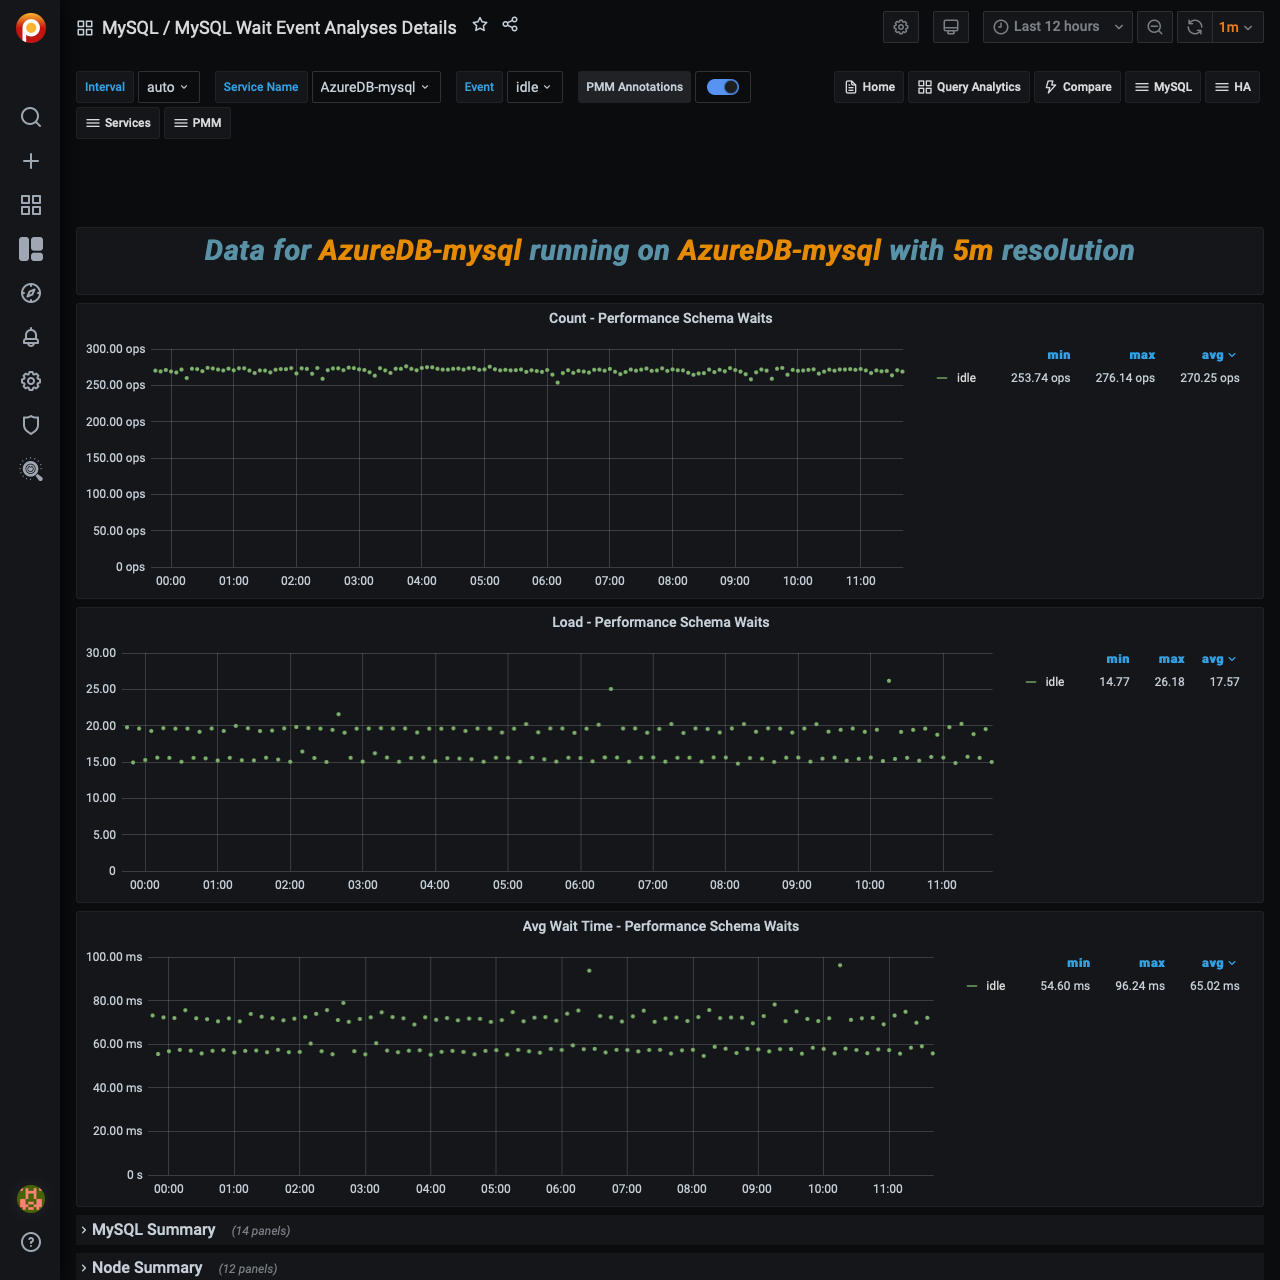 MySQL / MySQL Wait Event Analyses Details
Last 12 hours
1m
Interval auto Service Name AzureDB-mysql Event idle PMM Annotations Home Query Analytics Compare MySQL HA
Services PMM
Data for AzureDB-mysql running on AzureDB-mysql with 5m resolution
Count - Performance Schema Waits
300.00 ops
250.00 ops
200.00 ops
150.00 ops
100.00 ops
50.00 ops
0 ops
00:00 01:00 02:00 03:00 04:00 05:00 06:00 07:00 08:00 09:00 10:00 11:00
min max avg
idle 253.74 ops 276.14 ops 270.25 ops
Load - Performance Schema Waits
30.00
25.00
20.00
15.00
10.00
5.00
0
00:00 01:00 02:00 03:00 04:00 05:00 06:00 07:00 08:00 09:00 10:00 11:00
min max avg
idle 14.77 26.18 17.57
Avg Wait Time - Performance Schema Waits
100.00 ms
80.00 ms
60.00 ms
40.00 ms
20.00 ms
0 s
00:00 01:00 02:00 03:00 04:00 05:00 06:00 07:00 08:00 09:00 10:00 11:00
min max avg
idle 54.60 ms 96.24 ms 65.02 ms
MySQL Summary (14 panels)
Node Summary (12 panels)